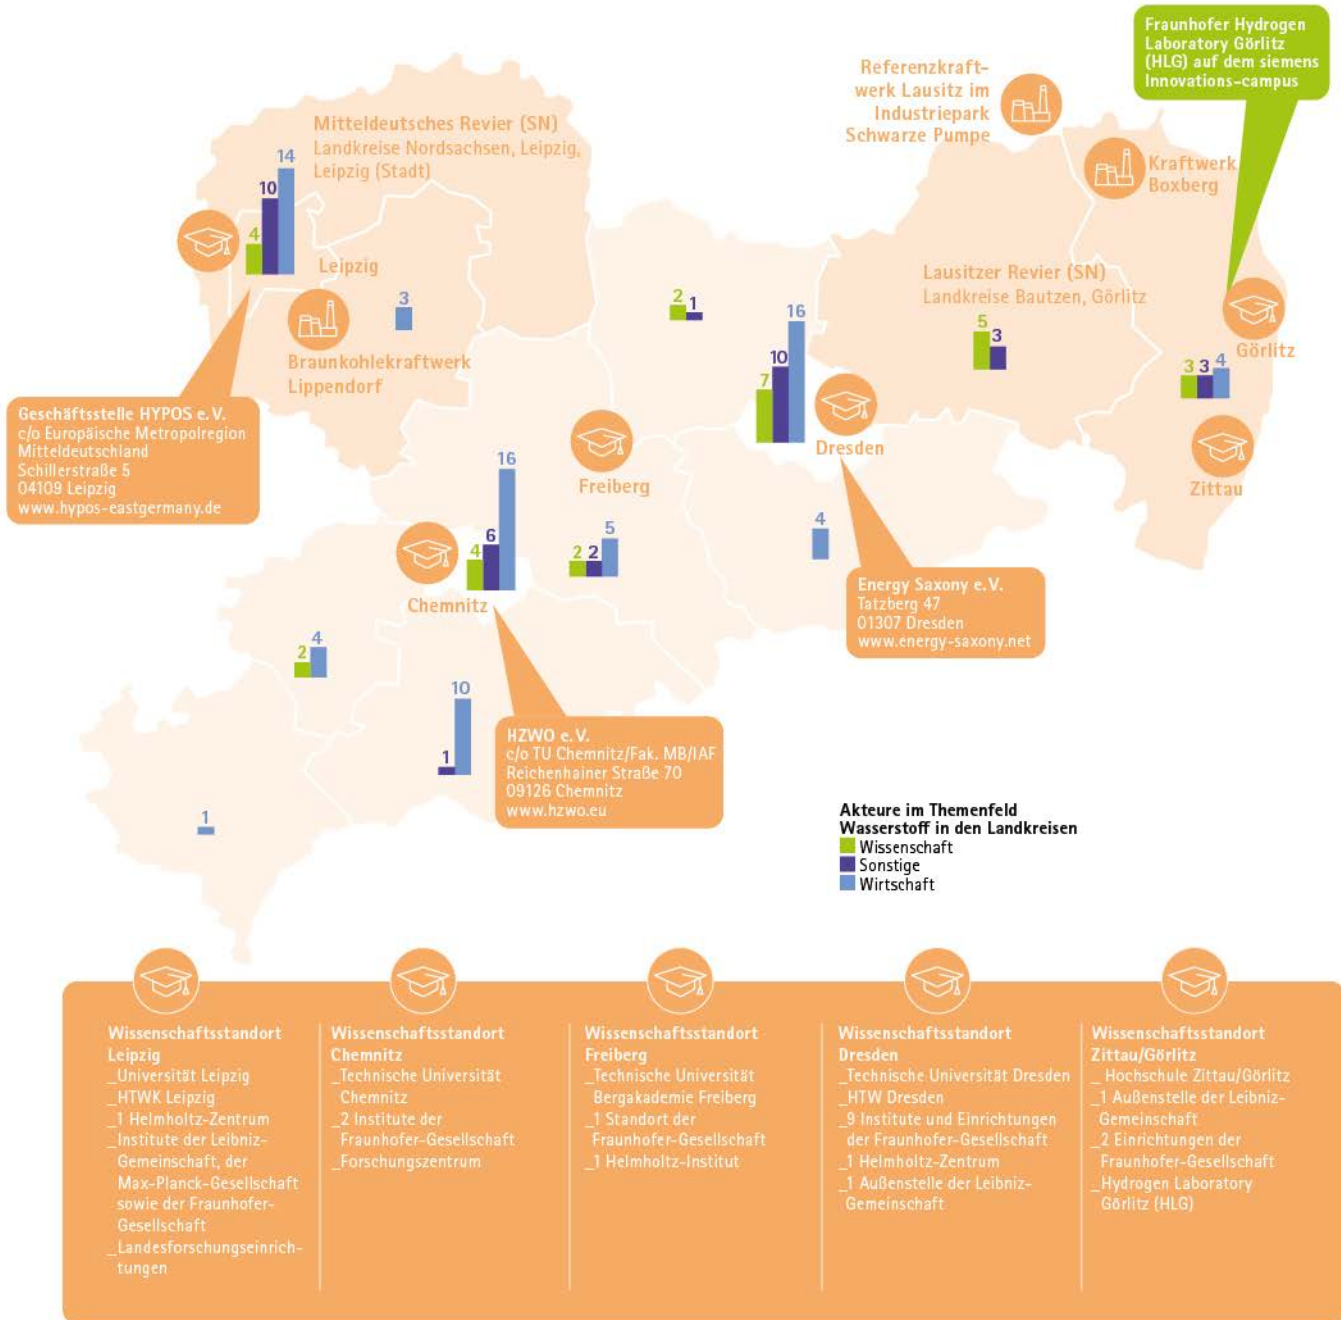 Fraunhofer Hydrogen
Laboratory Görlitz
(HLG) auf dem siemens
Innovations-campus
Referenzkraft-
werk Lausitz im
Industriepark
Schwarze Pumpe
Kraftwerk
Boxberg
Mitteldeutsches Revier (SN)
Landkreise Nordsachsen, Leipzig,
Leipzig (Stadt)
4
10
14
Leipzig
3
Braunkohlekraftwerk
Lippendorf
Geschäftsstelle HYPOS e.V.
c/o Europäische Metropolregion
Mitteldeutschland
Schillerstraße 5
04109 Leipzig
www.hypos-eastgermany.de
2
1
7
10
16
Dresden
Lausitzer Revier (SN)
Landkreise Bautzen, Görlitz
5
3
Görlitz
3
3
4
Zittau
Freiberg
2
2
5
4
Energy Saxony e.V.
Tatzberg 47
01307 Dresden
www.energy-saxony.net
4
6
16
Chemnitz
HZWO e.V.
c/o TU Chemnitz/Fak. MB/IAF
Reichenhainer Straße 70
09126 Chemnitz
www.hzwo.eu
2
4
1
10
1
Akteure im Themenfeld
Wasserstoff in den Landkreisen
Wissenschaft
Sonstige
Wirtschaft
Wissenschaftsstandort
Leipzig
_Universität Leipzig
_HTWK Leipzig
_1 Helmholtz-Zentrum
_Institute der Leibniz-
Gemeinschaft, der
Max-Planck-Gesellschaft
sowie der Fraunhofer-
Gesellschaft
_Landesforschungseinrich-
tungen
Wissenschaftsstandort
Chemnitz
_Technische Universität
Chemnitz
_2 Institute der
Fraunhofer-Gesellschaft
_Forschungszentrum
Wissenschaftsstandort
Freiberg
_Technische Universität
Bergakademie Freiberg
_1 Standort der
Fraunhofer-Gesellschaft
_1 Helmholtz-Institut
Wissenschaftsstandort
Dresden
_Technische Universität Dresden
_HTW Dresden
_9 Institute und Einrichtungen
der Fraunhofer-Gesellschaft
_1 Helmholtz-Zentrum
_1 Außenstelle der Leibniz-
Gemeinschaft
Wissenschaftsstandort
Zittau/Görlitz
_ Hochschule Zittau/Görlitz
_1 Außenstelle der Leibniz-
Gemeinschaft
_2 Einrichtungen der
Fraunhofer-Gesellschaft
_Hydrogen Laboratory
Görlitz (HLG)